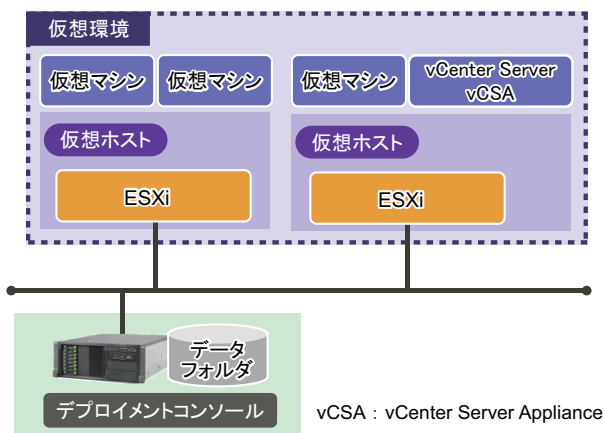 仮想環境
仮想マシン
仮想マシン
仮想マシン
vCenter Server
vCSA
仮想ホスト
仮想ホスト
ESXi
ESXi
データ
フォルダ
デプロイメントコンソール
vCSA：vCenter Server Appliance